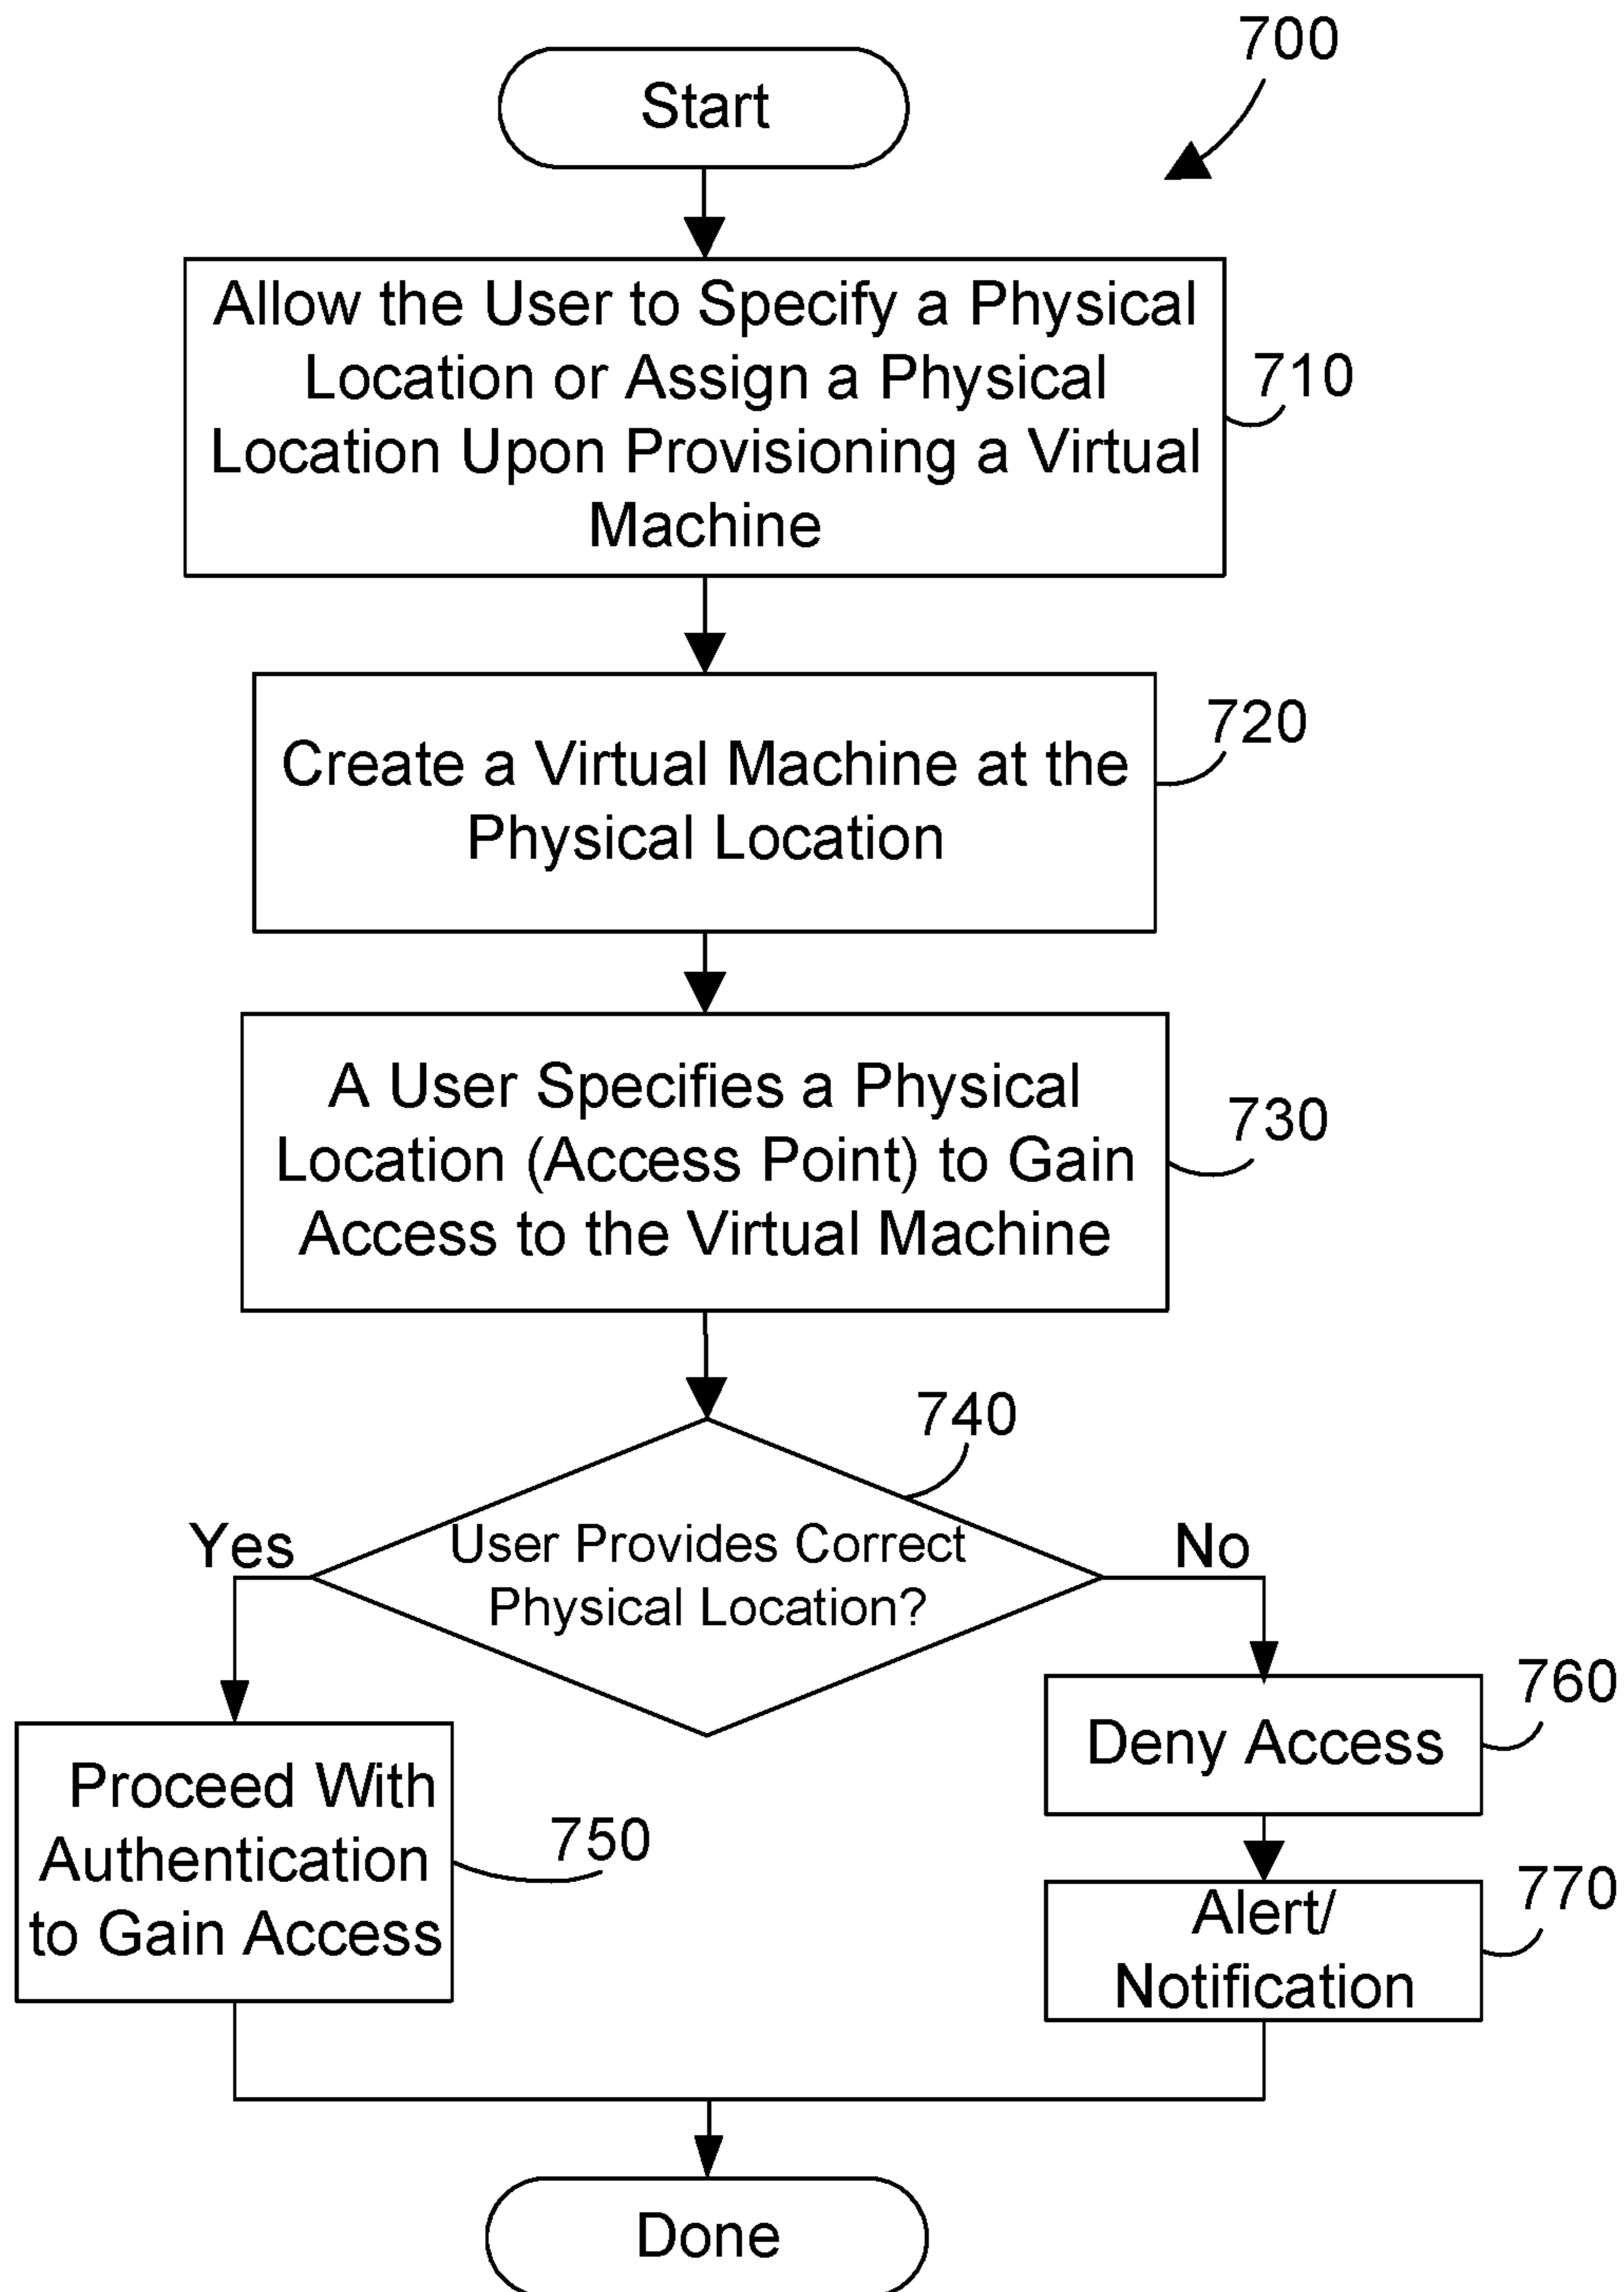 700
Start
Allow the User to Specify a Physical
Location or Assign a Physical
Location Upon Provisioning a Virtual
Machine
710
Create a Virtual Machine at the
Physical Location
720
A User Specifies a Physical
Location (Access Point) to Gain
Access to the Virtual Machine
730
740
User Provides Correct
Physical Location?
Yes
No
Proceed With
Authentication
to Gain Access
750
Deny Access
760
Alert/
Notification
770
Done